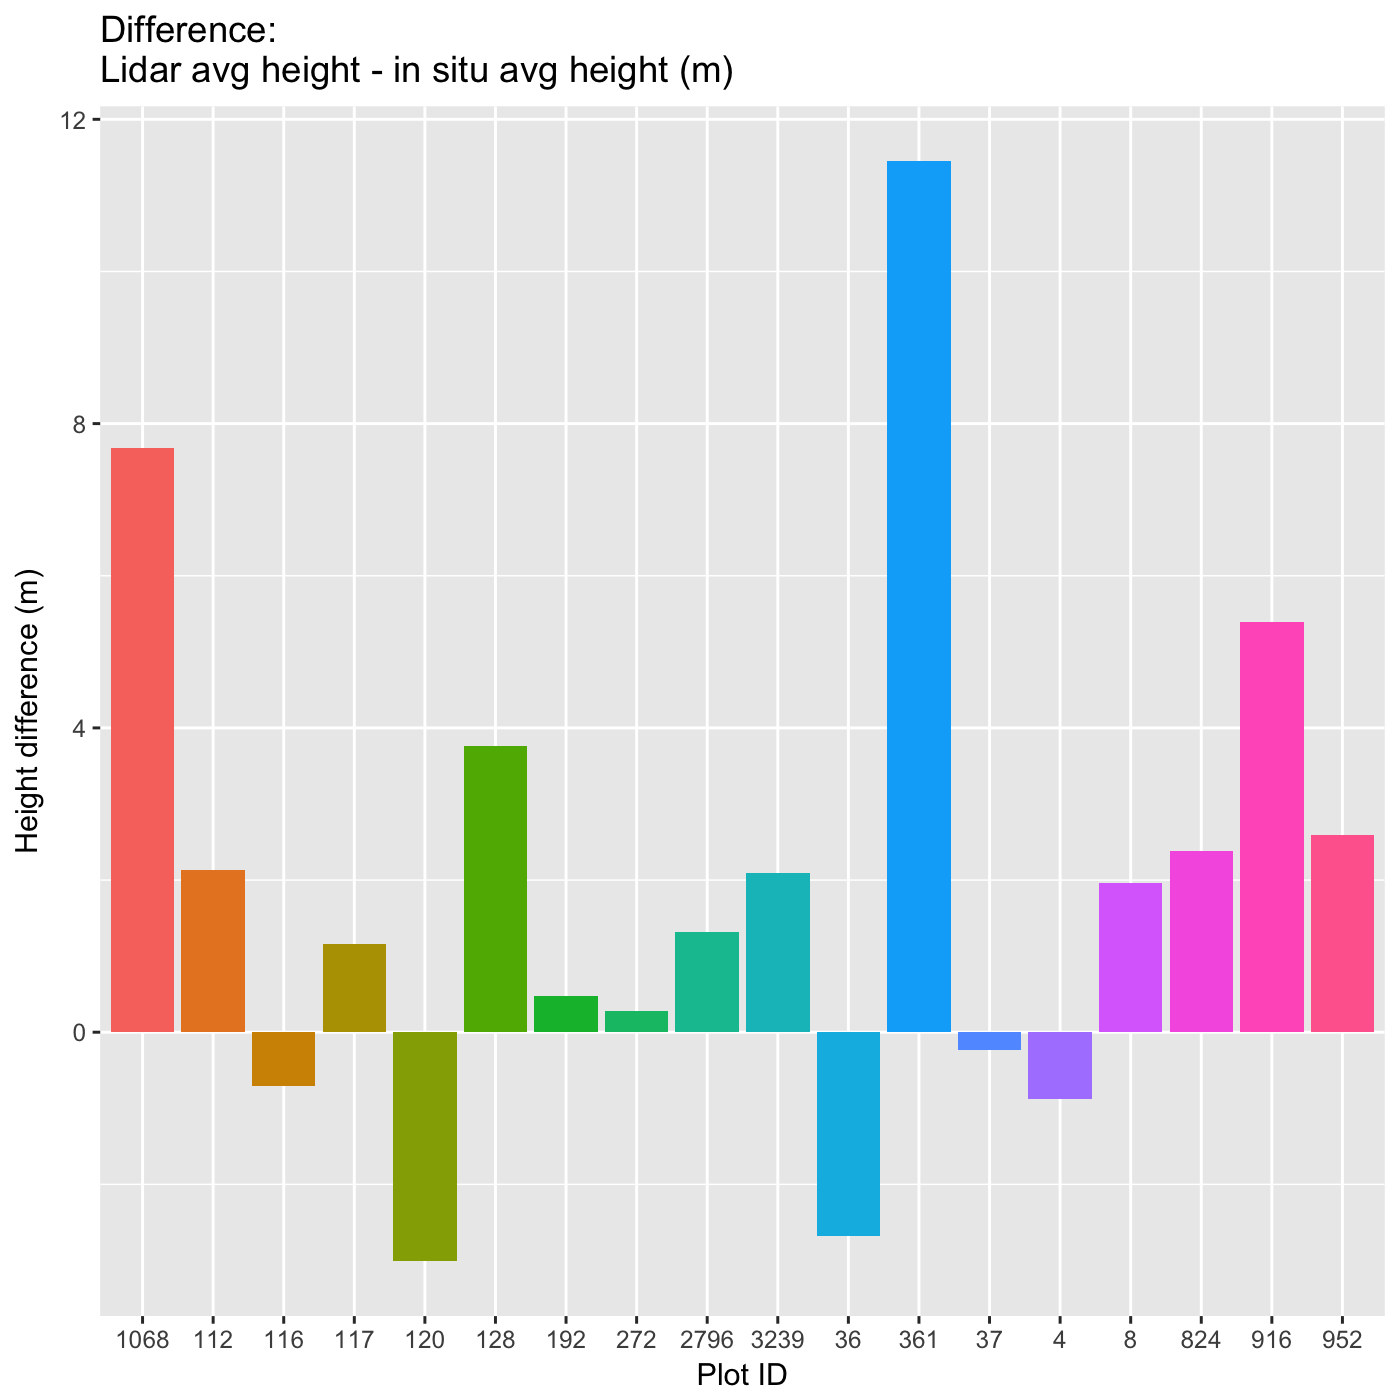 Difference:
Lidar avg height - in situ avg height (m)
12
8
4
0
Height difference (m)
1068 112 116 117 120 128 192 272 2796 3239 36 361 37 4 8 824 916 952
Plot ID